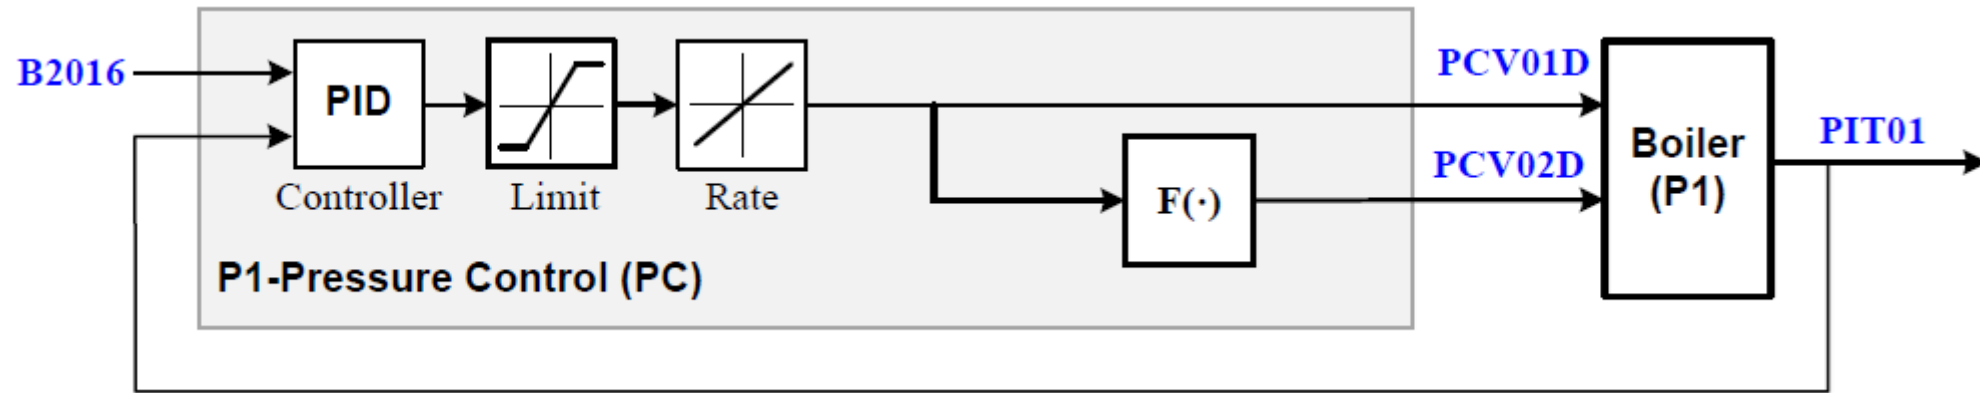 B2016
PID
Controller
Limit
Rate
F(·)
P1-Pressure Control (PC)
PCV01D
PCV02D
Boiler
(P1)
PIT01